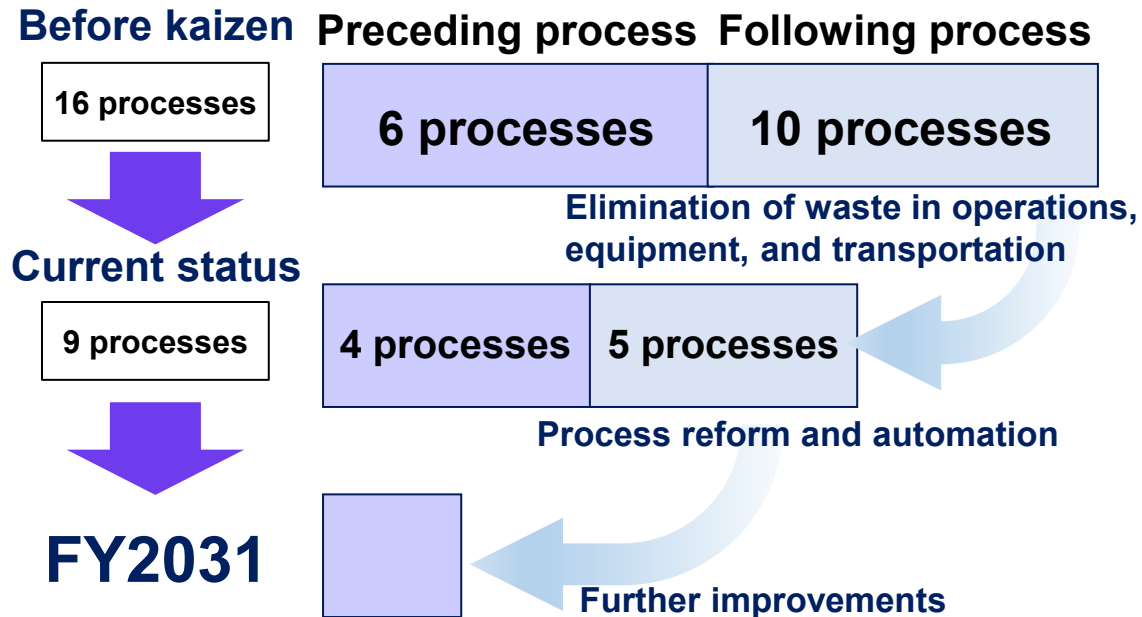 Before kaizen
Preceding process
Following process
16 processes
6 processes
10 processes
Elimination of waste in operations,
equipment, and transportation
Current status
9 processes
4 processes
5 processes
Process reform and automation
FY2031
Further improvements